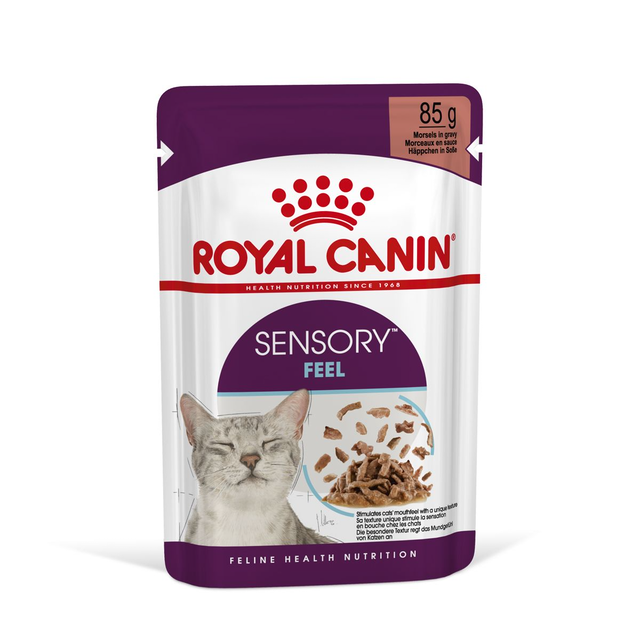 85 g
Morsels in gravy
Morceaux en sauce
Häppchen in Soße
ROYAL CANIN®
HEALTH NUTRITION SINCE 1968
SENSORY™
FEEL
Stimulates cats' mouthfeel with a unique texture
Sa texture unique stimule la sensation
en bouche chez les chats
Die besondere Textur regt das Mundgefühl
von Katzen an
FELINE HEALTH NUTRITION